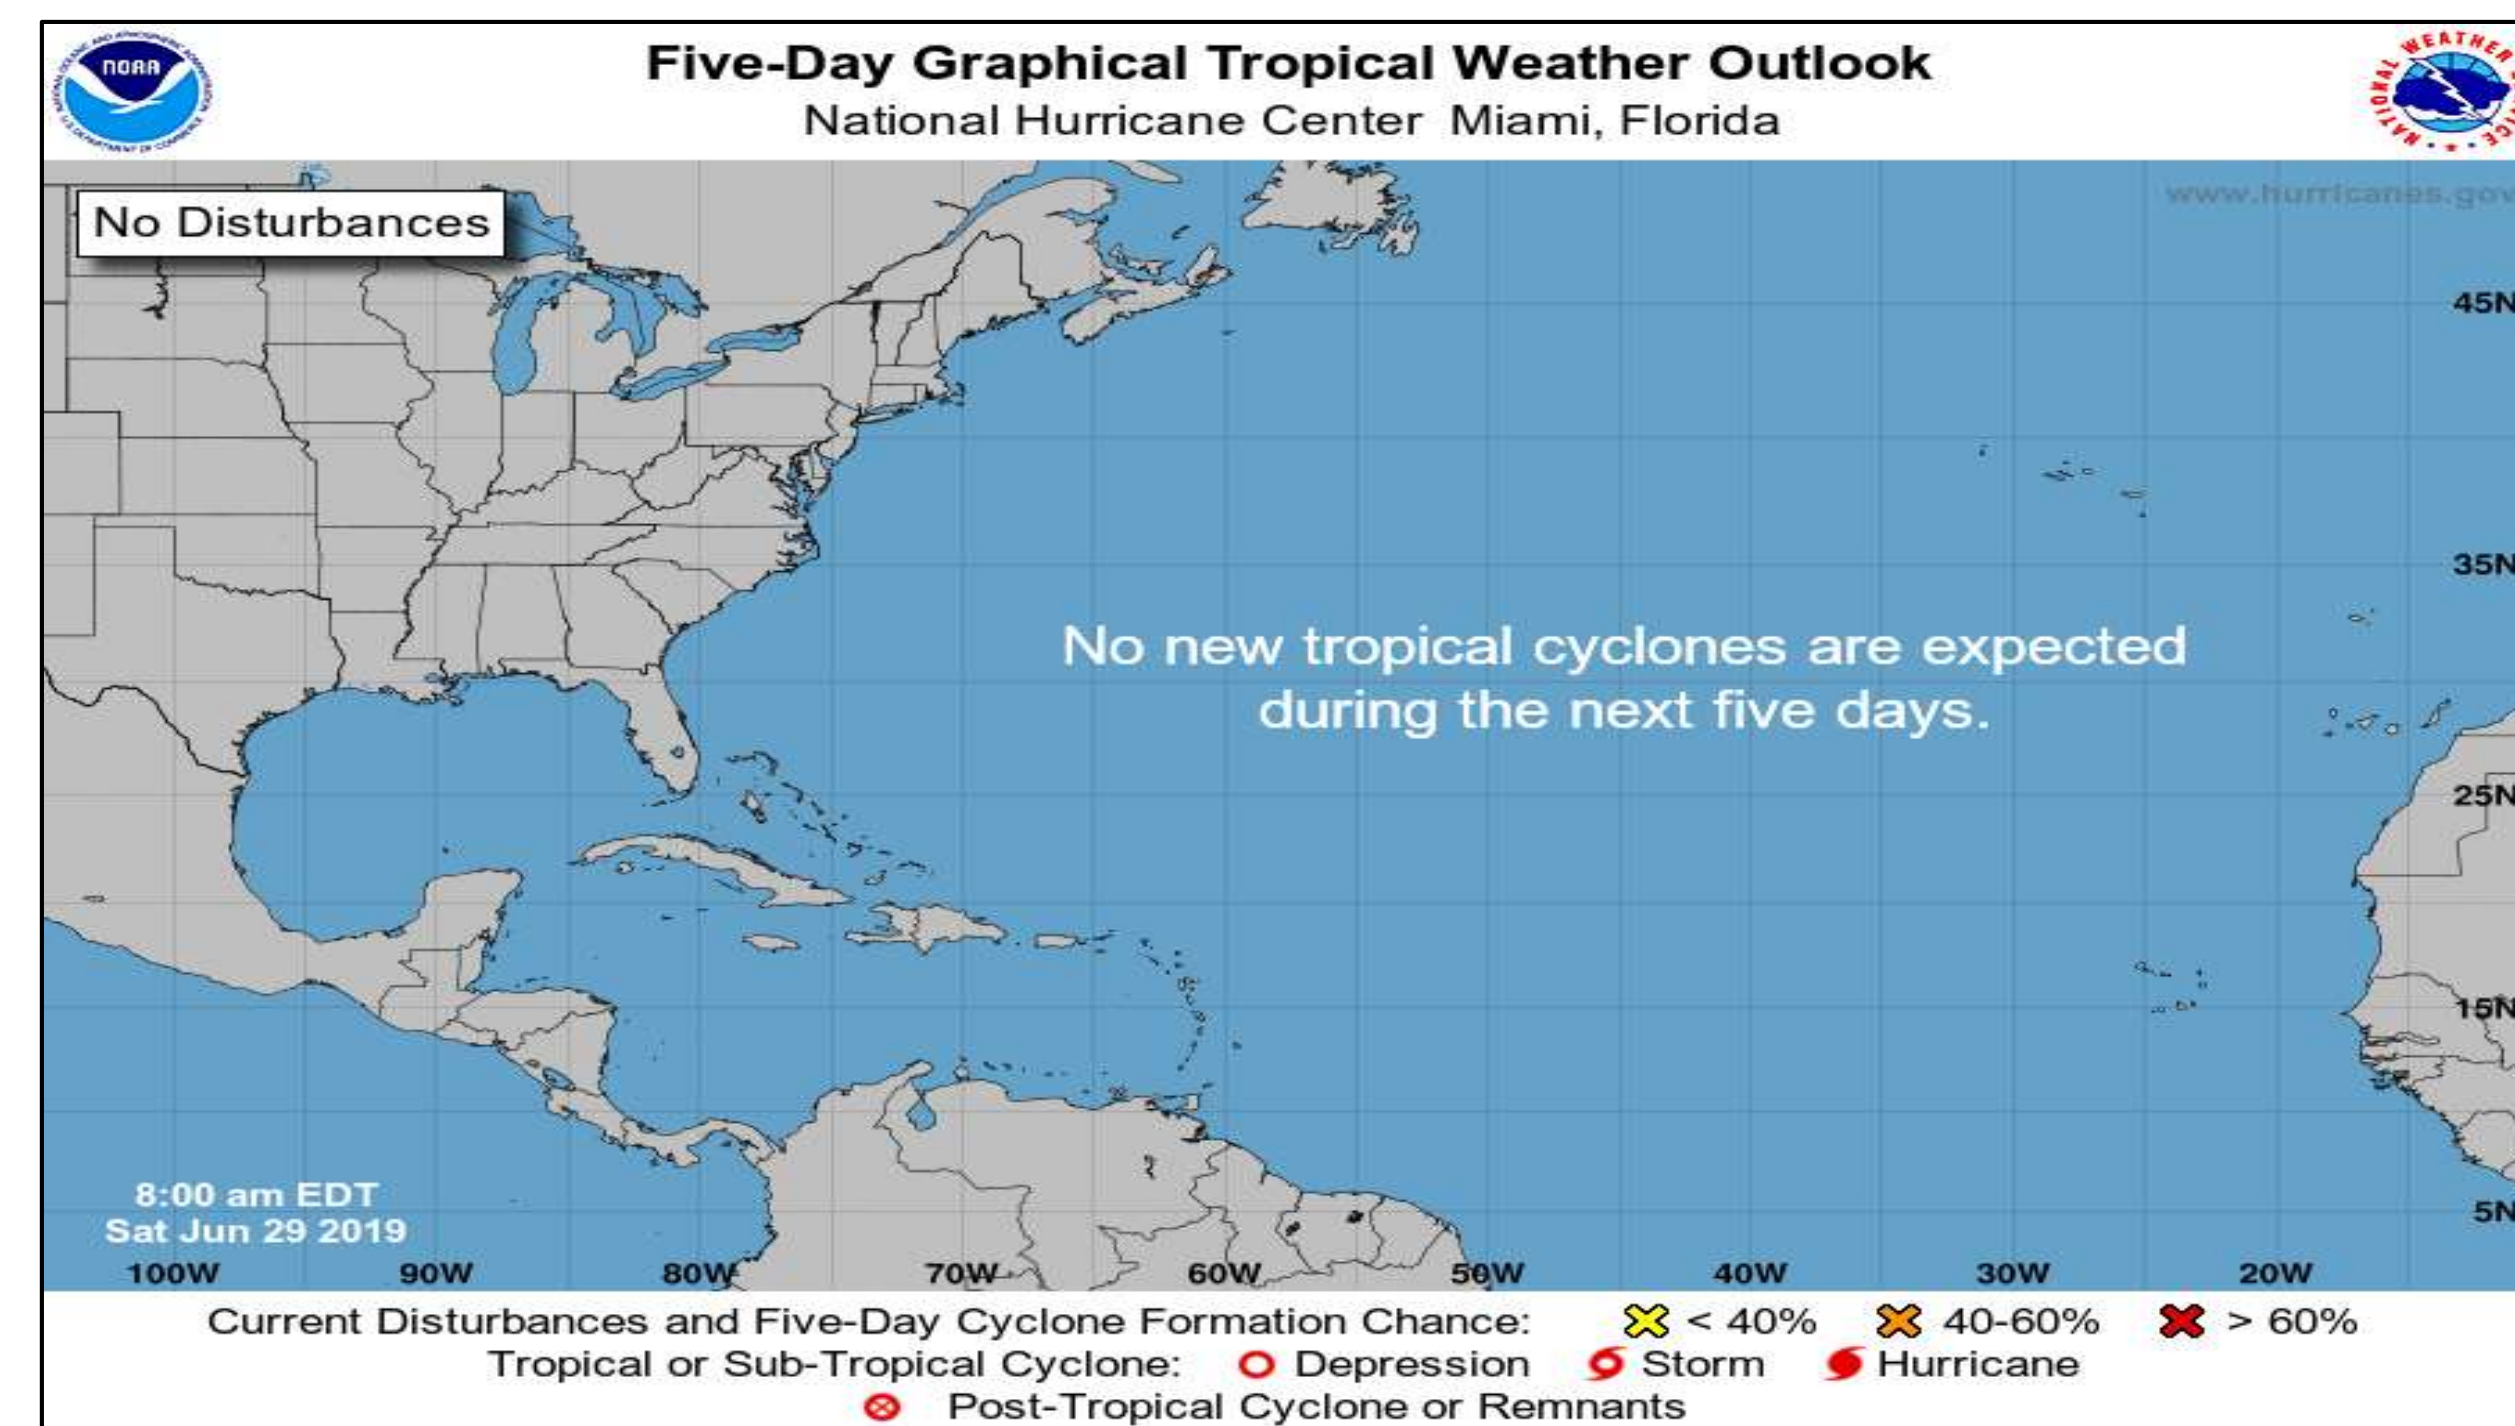 NOAA
Five-Day Graphical Tropical Weather Outlook
National Hurricane Center Miami, Florida
NATIONAL WEATHER
No Disturbances
www.hurricanes.gov
45N
35N
No new tropical cyclones are expected
during the next five days.
25N
15N
8:00 am EDT
Sat Jun 29 2019
5N
100W 90W 80W 70W 60W 50W 40W 30W 20W
Current Disturbances and Five-Day Cyclone Formation Chance: < 40% 40-60% > 60%
Tropical or Sub-Tropical Cyclone: Depression Storm Hurricane
Post-Tropical Cyclone or Remnants